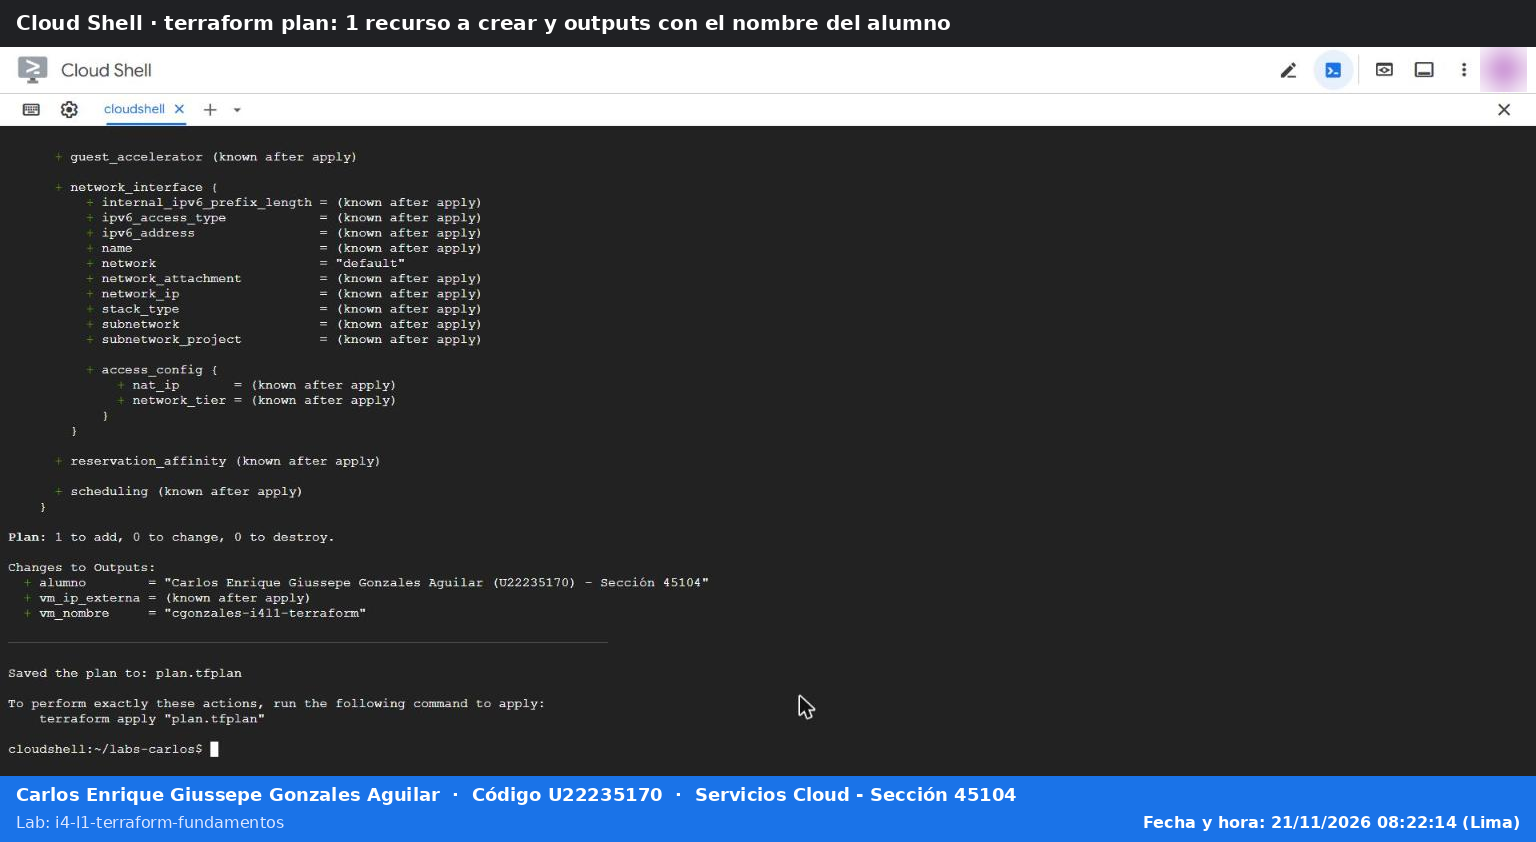 Cloud Shell · terraform plan: 1 recurso a crear y outputs con el nombre del alumno
Cloud Shell
cloudshell
+ guest_accelerator (known after apply)
+ network_interface {
+ internal_ipv6_prefix_length = (known after apply)
+ ipv6_access_type = (known after apply)
+ ipv6_address = (known after apply)
+ name = (known after apply)
+ network = "default"
+ network_attachment = (known after apply)
+ network_ip = (known after apply)
+ stack_type = (known after apply)
+ subnetwork = (known after apply)
+ subnetwork_project = (known after apply)
+ access_config {
+ nat_ip = (known after apply)
+ network_tier = (known after apply)
}
}
+ reservation_affinity (known after apply)
+ scheduling (known after apply)
}
Plan: 1 to add, 0 to change, 0 to destroy.
Changes to Outputs:
+ alumno = "Carlos Enrique Giussepe Gonzales Aguilar (U22235170) - Sección 45104"
+ vm_ip_externa = (known after apply)
+ vm_nombre = "cgonzales-i4l1-terraform"
Saved the plan to: plan.tfplan
To perform exactly these actions, run the following command to apply:
terraform apply "plan.tfplan"
cloudshell:~/labs-carlos$
Carlos Enrique Giussepe Gonzales Aguilar · Código U22235170 · Servicios Cloud - Sección 45104
Lab: i4-l1-terraform-fundamentos
Fecha y hora: 21/11/2026 08:22:14 (Lima)